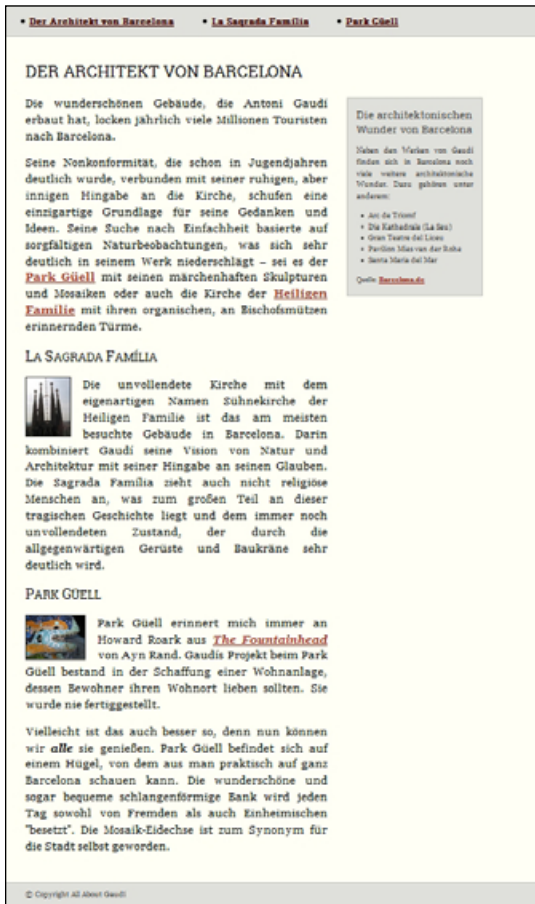 • Der Architekt von Barcelona • La Sagrada Família • Park Güell
DER ARCHITEKT VON BARCELONA
Die wunderschönen Gebäude, die Antoni Gaudí
erbaut hat, locken jährlich viele Millionen Touristen
nach Barcelona.
Seine Nonkonformität, die schon in Jugendjahren
deutlich wurde, verbunden mit seiner ruhigen, aber
innigen Hingabe an die Kirche, schufen eine
einzigartige Grundlage für seine Gedanken und
Ideen. Seine Suche nach Einfachheit basierte auf
sorgfältigen Naturbeobachtungen, was sich sehr
deutlich in seinem Werk niederschlägt – sei es der
Park Güell mit seinen märchenhaften Skulpturen
und Mosaiken oder auch die Kirche der Heiligen
Familie mit ihren organischen, an Bischofsmützen
erinnernden Türme.
LA SAGRADA FAMÍLIA
Die unvollendete Kirche mit dem
eigenartigen Namen Sühnekirche der
Heiligen Familie ist das am meisten
besuchte Gebäude in Barcelona. Darin
kombiniert Gaudí seine Vision von Natur und
Architektur mit seiner Hingabe an seinen Glauben.
Die Sagrada Família zieht auch nicht religiöse
Menschen an, was zum großen Teil an dieser
tragischen Geschichte liegt und dem immer noch
unvollendeten Zustand, der durch die
allgegenwärtigen Gerüste und Baukräne sehr
deutlich wird.
PARK GÜELL
Park Güell erinnert mich immer an
Howard Roark aus The Fountainhead
von Ayn Rand. Gaudís Projekt beim Park
Güell bestand in der Schaffung einer Wohnanlage,
dessen Bewohner ihren Wohnort lieben sollten. Sie
wurde nie fertiggestellt.
Vielleicht ist das auch besser so, denn nun können
wir alle sie genießen. Park Güell befindet sich auf
einem Hügel, von dem aus man praktisch auf ganz
Barcelona schauen kann. Die wunderschöne und
sogar bequeme schlangenförmige Bank wird jeden
Tag sowohl von Fremden als auch Einheimischen
"besetzt". Die Mosaik-Eidechse ist zum Synonym für
die Stadt selbst geworden.
Die architektonischen
Wunder von Barcelona
Neben den Werken von Gaudí
finden sich in Barcelona noch
viele weitere architektonische
Wunder. Dazu gehören unter
anderem:
• Arc de Triomf
• Die Kathedrale (La Seu)
• Gran Teatre del Liceu
• Pavilion Mies van der Rohe
• Santa Maria del Mar
Quelle: Barcelona.de
© Copyright All About Gaudí